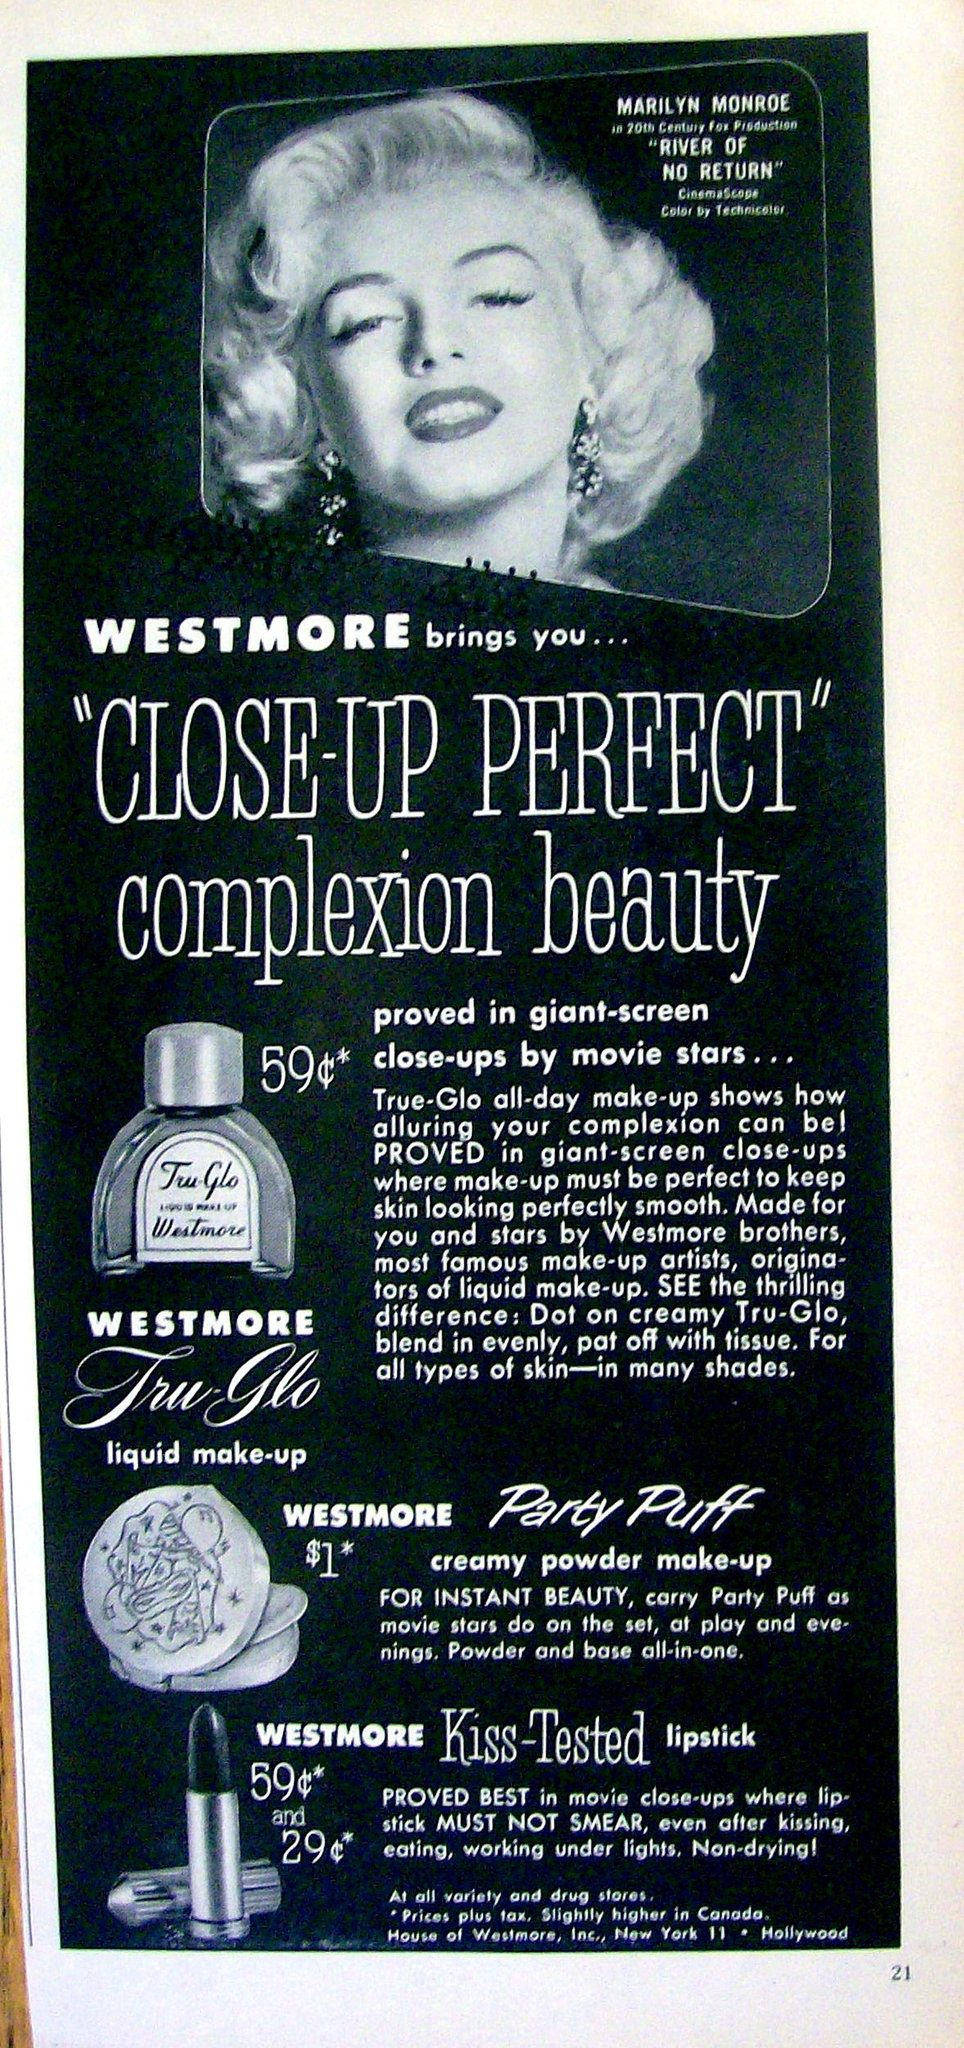 MARILYN MONROE
in 20th Century Fox Production
"RIVER OF
NO RETURN"
CinemaScope
Color by Technicolor
WESTMORE brings you...
"CLOSE-UP PERFECT"
complexion beauty
proved in giant-screen
close-ups by movie stars...
59¢*
True-Glo all-day make-up shows how
alluring your complexion can be!
PROVED in giant-screen close-ups
where make-up must be perfect to keep
skin looking perfectly smooth. Made for
you and stars by Westmore brothers,
most famous make-up artists, origina-
tors of liquid make-up. SEE the thrilling
difference: Dot on creamy Tru-Glo,
blend in evenly, pat off with tissue. For
all types of skin—in many shades.
Tru-Glo
LIQUID MAKE UP
Westmore
WESTMORE
Tru-Glo
liquid make-up
WESTMORE Party Puff
$1*
creamy powder make-up
FOR INSTANT BEAUTY, carry Party Puff as
movie stars do on the set, at play and eve-
nings. Powder and base all-in-one.
WESTMORE Kiss-Tested lipstick
59¢*
and
29¢*
PROVED BEST in movie close-ups where lip-
stick MUST NOT SMEAR, even after kissing,
eating, working under lights. Non-drying!
At all variety and drug stores.
*Prices plus tax. Slightly higher in Canada.
House of Westmore, Inc., New York 11 • Hollywood
21